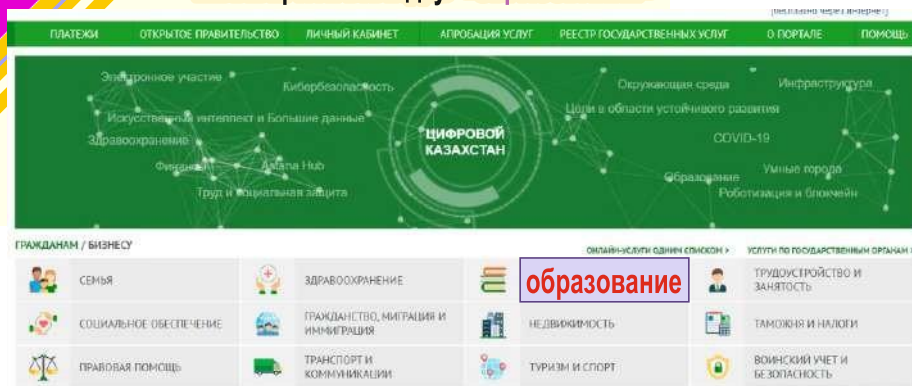 ПЛАТЕЖИ ОТКРЫТОЕ ПРАВИТЕЛЬСТВО ЛИЧНЫЙ КАБИНЕТ АПРОБАЦИЯ УСЛУГ РЕЕСТР ГОСУДАРСТВЕННЫХ УСЛУГ О ПОРТАЛЕ ПОМОЩЬ
Электронное участие
Кибербезопасность
Окружающая среда
Инфраструктура
Искусственный интеллект и Большие данные
Цели в области устойчивого развития
Здравоохранение
ЦИФРОВОЙ
КАЗАХСТАН
COVID-19
Финансы
Astana Hub
Образование
Умные города
Труд и социальная защита
Роботизация и блокчейн
ГРАЖДАНАМ / БИЗНЕСУ
ОНЛАЙН-УСЛУГИ ОДНИМ СПИСКОМ >
УСЛУГИ ПО ГОСУДАРСТВЕННЫМ ОРГАНАМ
СЕМЬЯ
ЗДРАВООХРАНЕНИЕ
образование
ТРУДОУСТРОЙСТВО И
ЗАНЯТОСТЬ
СОЦИАЛЬНОЕ ОБЕСПЕЧЕНИЕ
ГРАЖДАНСТВО, МИГРАЦИЯ И
ИММИГРАЦИЯ
НЕДВИЖИМОСТЬ
ТАМОЖНЯ И НАЛОГИ
ПРАВОВАЯ ПОМОЩЬ
ТРАНСПОРТ И
КОММУНИКАЦИИ
ТУРИЗМ И СПОРТ
ВОИНСКИЙ УЧЕТ И
БЕЗОПАСНОСТЬ